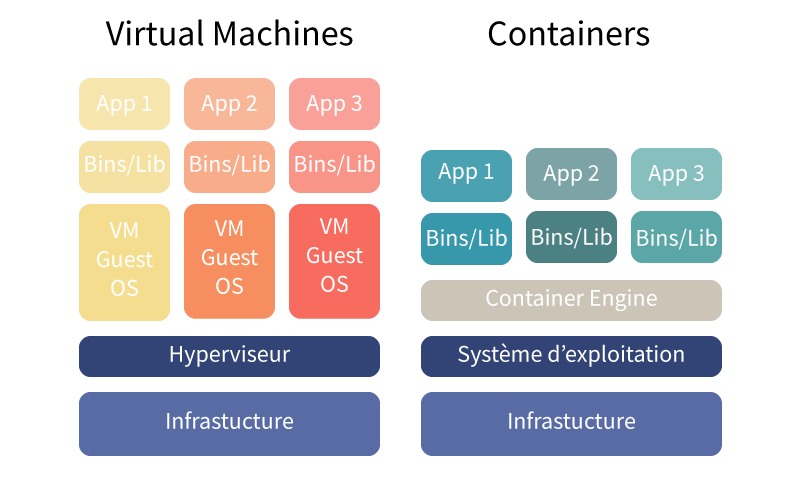 Virtual Machines
App 1
App 2
App 3
Bins/Lib
Bins/Lib
Bins/Lib
VM
Guest
OS
VM
Guest
OS
VM
Guest
OS
Hyperviseur
Infrastucture
Containers
App 1
App 2
App 3
Bins/Lib
Bins/Lib
Bins/Lib
Container Engine
Système d’exploitation
Infrastucture